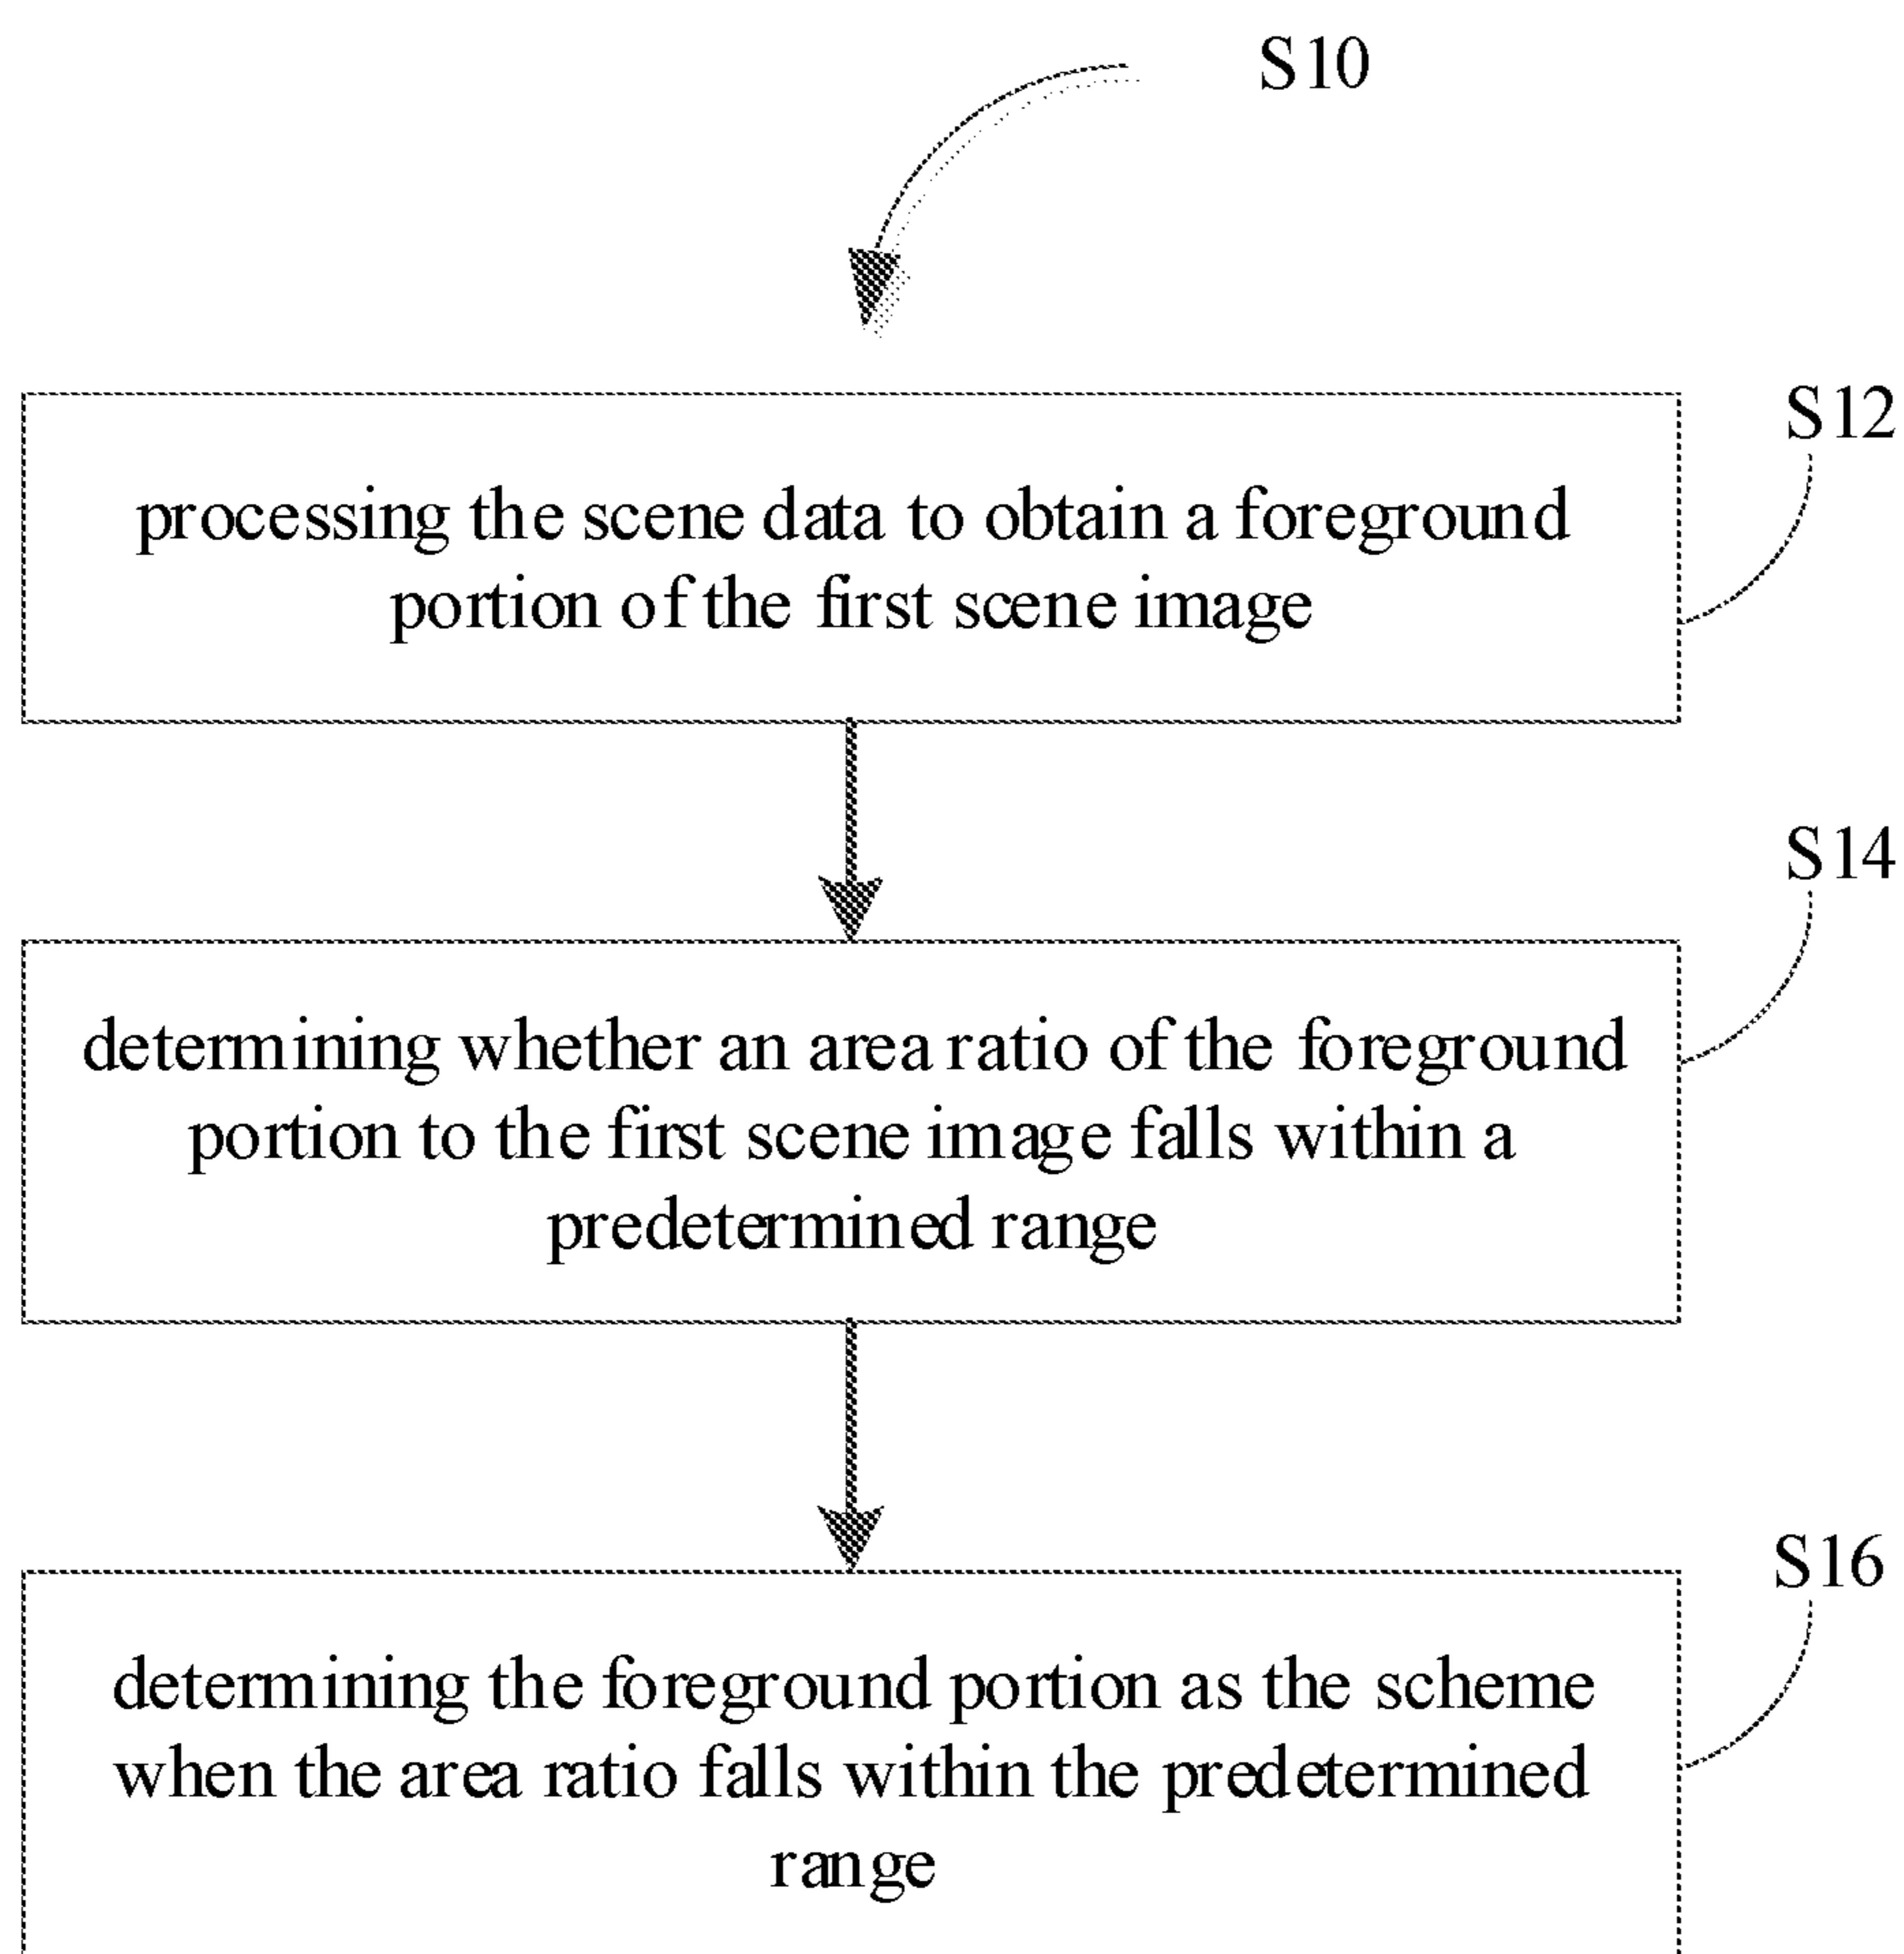 S10
S12
processing the scene data to obtain a foreground
portion of the first scene image
S14
determining whether an area ratio of the foreground
portion to the first scene image falls within a
predetermined range
S16
determining the foreground portion as the scheme
when the area ratio falls within the predetermined
range